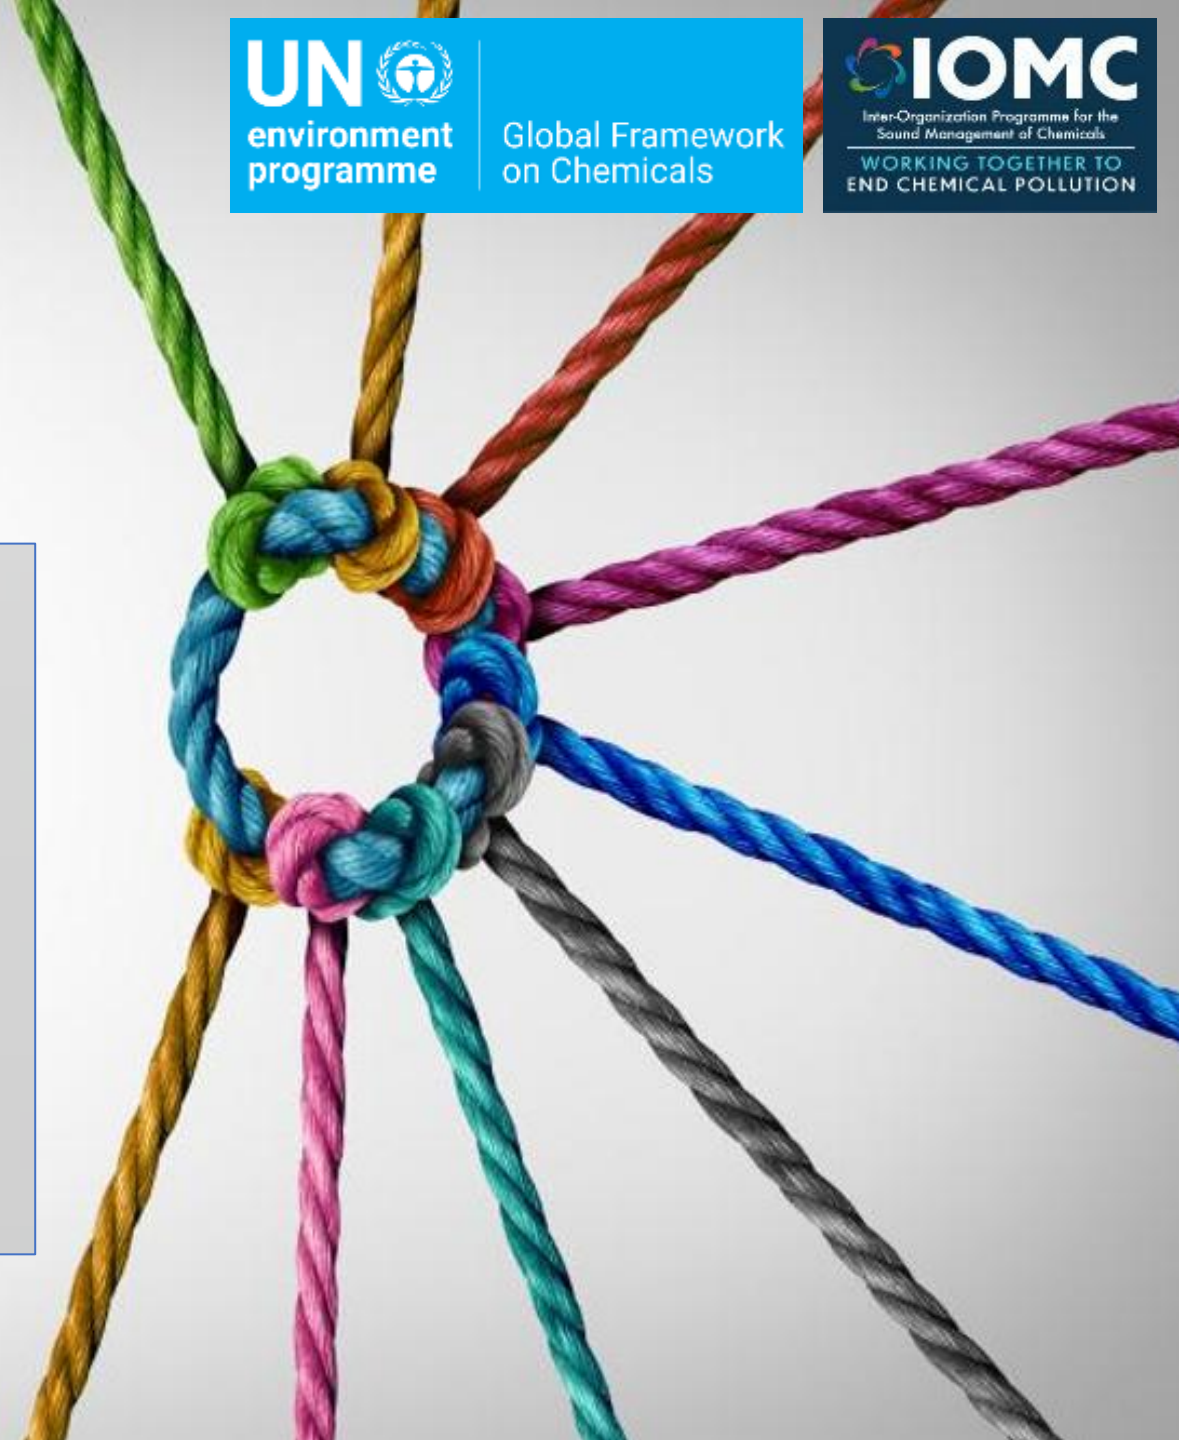 UN
environment
programme
Global Framework
on Chemicals
IOMC
Inter-Organization Programme for the
Sound Management of Chemicals
WORKING TOGETHER TO
END CHEMICAL POLLUTION